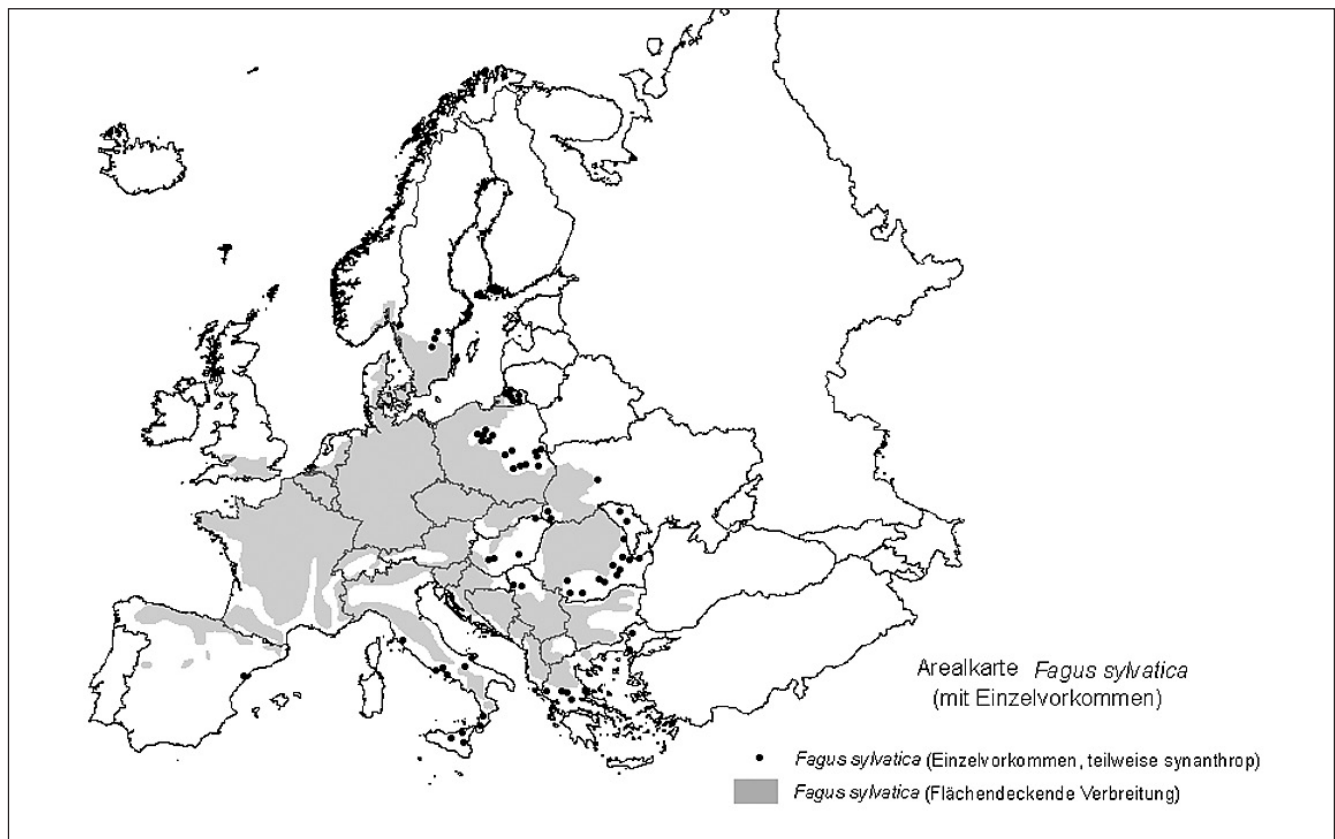 Arealkarte Fagus sylvatica
(mit Einzelvorkommen)
Fagus sylvatica (Einzelvorkommen, teilweise synanthrop)
Fagus sylvatica (Flächendeckende Verbreitung)